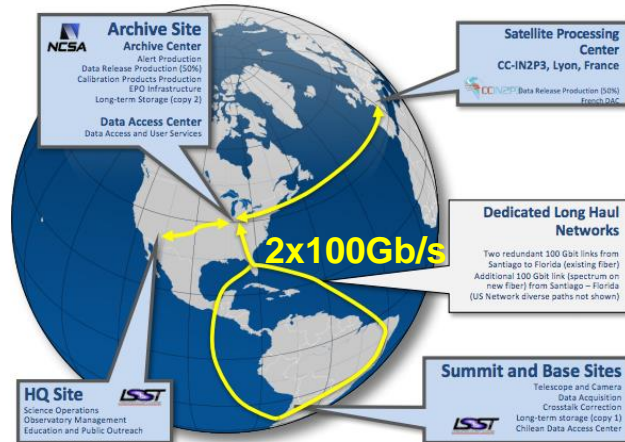 NCSA
Archive Site
Archive Center
Alert Production
Data Release Production (50%)
Calibration Products Production
EPO Infrastructure
Long-term Storage (copy 2)
Data Access Center
Data Access and User Services
Satellite Processing
Center
CC-IN2P3, Lyon, France
CCIN2P3
Data Release Production (50%)
French DAC
Dedicated Long Haul
Networks
Two redundant 100 Gbit links from
Santiago to Florida (existing fiber)
Additional 100 Gbit link (spectrum on
new fiber) from Santiago – Florida
(US Network diverse paths not shown)
2x100Gb/s
HQ Site
Science Operations
Observatory Management
Education and Public Outreach
LSST
Summit and Base Sites
Telescope and Camera
Data Acquisition
Crosstalk Correction
Long-term storage (copy 1)
Chilean Data Access Center
LSST